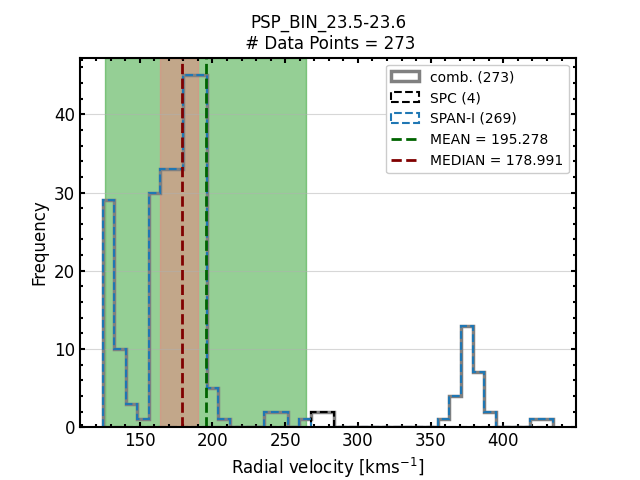 PSP_BIN_23.5-23.6
# Data Points = 273
comb. (273)
SPC (4)
SPAN-I (269)
MEAN = 195.278
MEDIAN = 178.991
Frequency
40
30
20
10
0
150 200 250 300 350 400
Radial velocity [kms⁻¹]